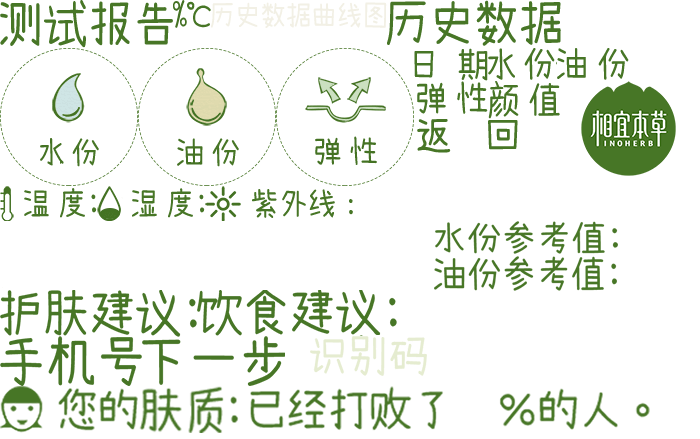 测试报告%℃ 历史数据曲线图 历史数据
日 期 水 份 油 份
弹 性 颜 值
返 回
相宜本草
INOHERB
水份 油份 弹性
温 度: 湿 度: 紫外线:
水份参考值:
油份参考值:
护肤建议:饮食建议:
手机号下一步 识别码
您的肤质:已经打败了 %的人。